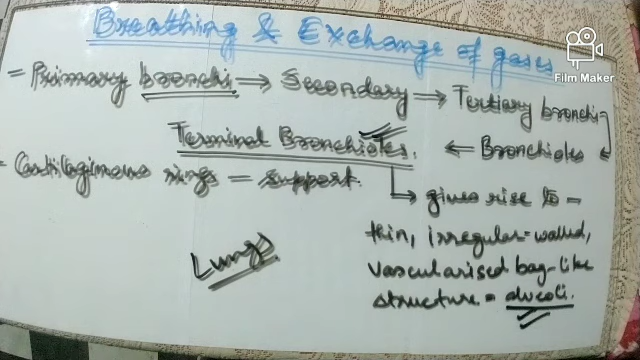 Breathing & Exchange of gases
Film Maker
= Primary bronchi → Secondary → Tertiary bronchi
Terminal Bronchioles. ← Bronchioles
- Cartilaginous rings - support.
↳ gives rise to -
thin, irregular-walled,
vascularised bag-like
structure = alveoli.
Lungs